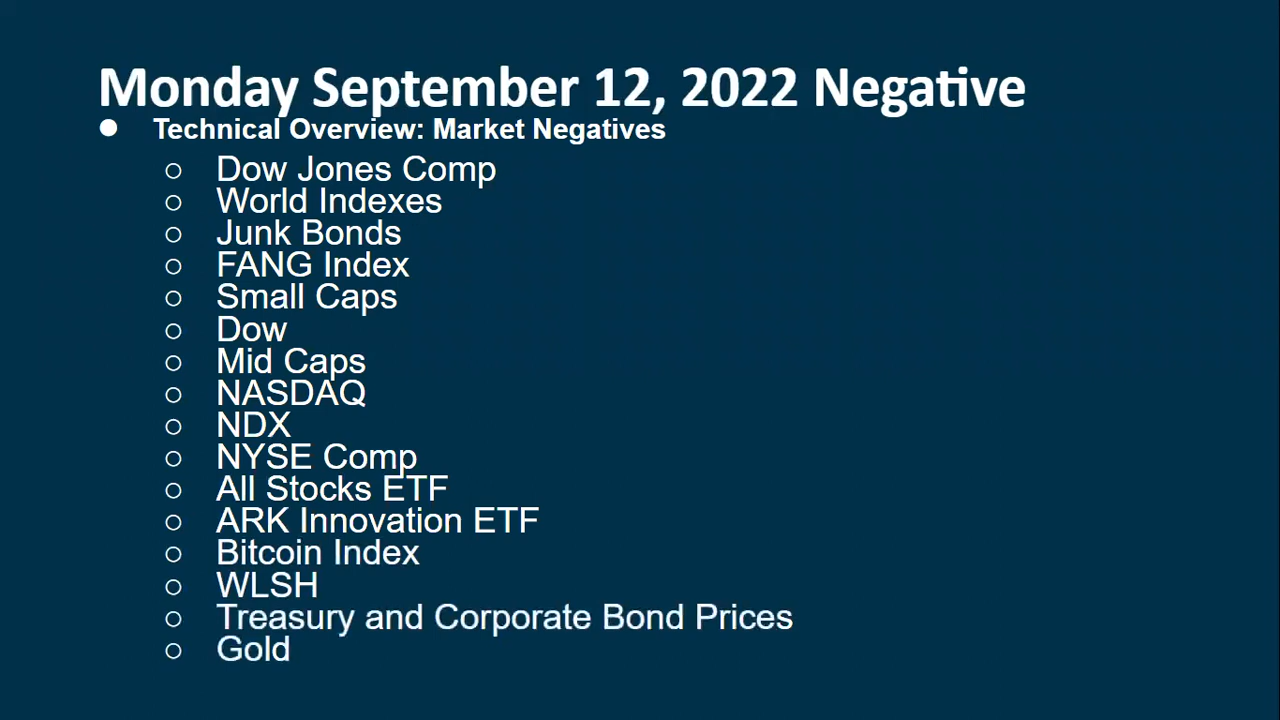 Monday September 12, 2022 Negative
● Technical Overview: Market Negatives
○ Dow Jones Comp
○ World Indexes
○ Junk Bonds
○ FANG Index
○ Small Caps
○ Dow
○ Mid Caps
○ NASDAQ
○ NDX
○ NYSE Comp
○ All Stocks ETF
○ ARK Innovation ETF
○ Bitcoin Index
○ WLSH
○ Treasury and Corporate Bond Prices
○ Gold